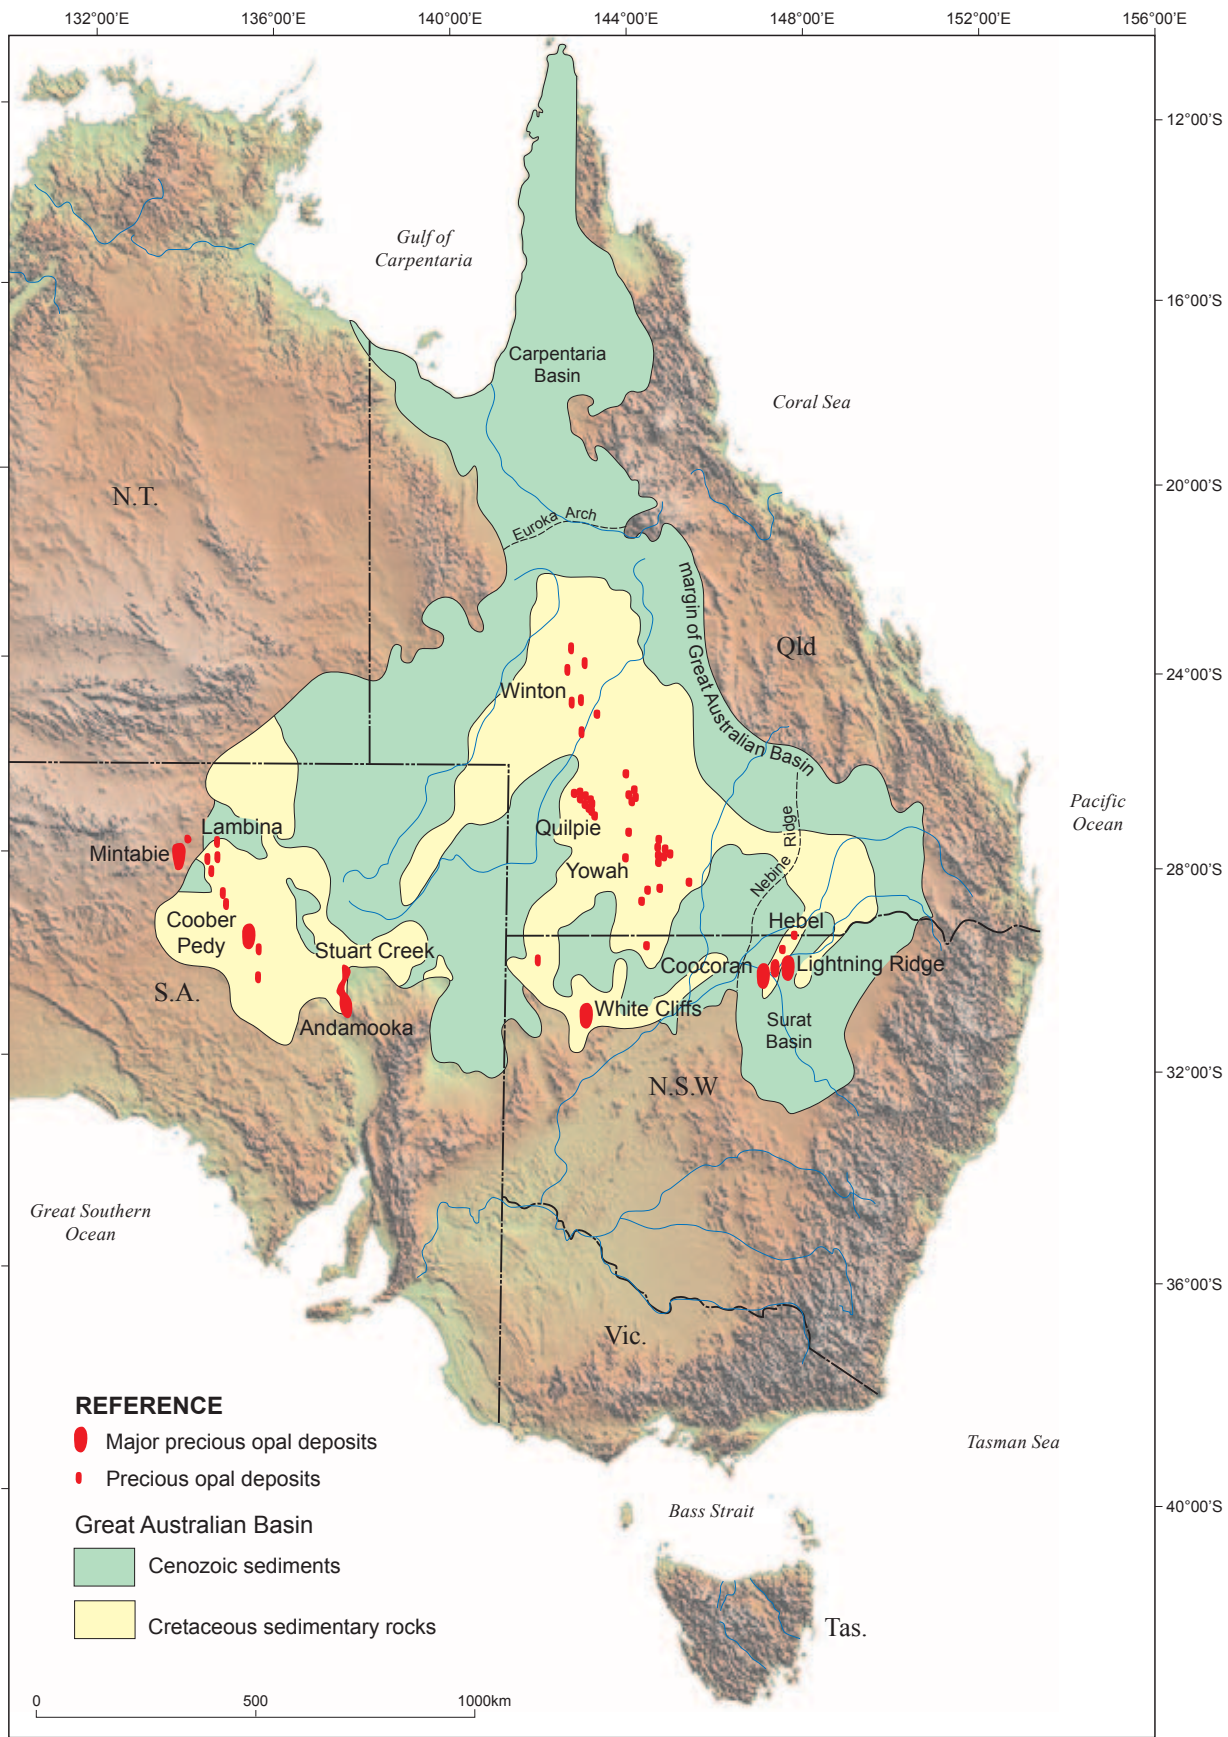 132°00'E
136°00'E
140°00'E
144°00'E
148°00'E
152°00'E
156°00'E
12°00'S
16°00'S
20°00'S
24°00'S
28°00'S
32°00'S
36°00'S
40°00'S
Gulf of
Carpentaria
Carpentaria
Basin
Coral Sea
N.T.
Euroka Arch
margin of Great Australian Basin
Qld
Winton
Pacific
Ocean
Lambina
Mintabie
Quilpie
Yowah
Nebine Ridge
Coober
Pedy
Stuart Creek
Hebel
Coocoran
Lightning Ridge
S.A.
Andamooka
White Cliffs
Surat
Basin
N.S.W
Great Southern
Ocean
Vic.
REFERENCE
Major precious opal deposits
Precious opal deposits
Great Australian Basin
Cenozoic sediments
Cretaceous sedimentary rocks
Tasman Sea
Bass Strait
Tas.
0
500
1000km